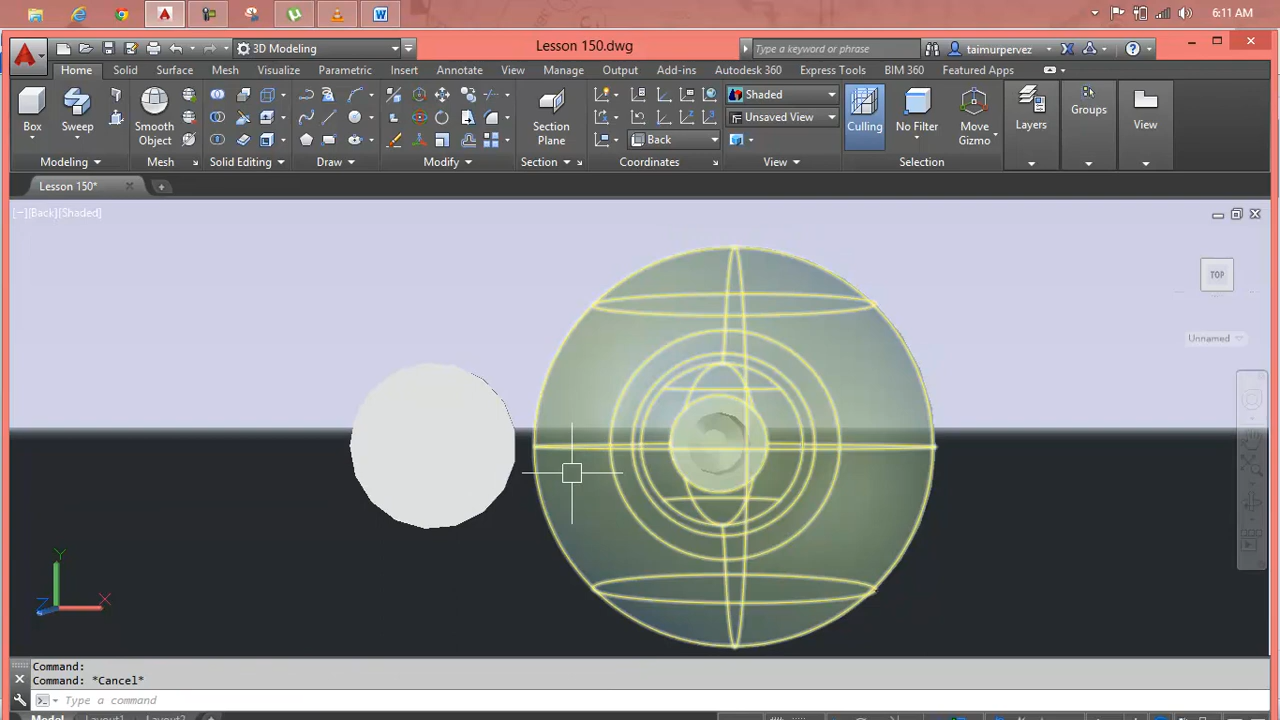 6:11 AM
3D Modeling
Lesson 150.dwg
Type a keyword or phrase
taimurpervez
Home Solid Surface Mesh Visualize Parametric Insert Annotate View Manage Output Add-ins Autodesk 360 Express Tools BIM 360 Featured Apps
Box
Sweep
Smooth Object
Section Plane
Back
Shaded
Unsaved View
Culling
No Filter
Move Gizmo
Layers
Groups
View
Modeling Mesh Solid Editing Draw Modify Section Coordinates View Selection
Lesson 150*
[−][Back][Shaded]
TOP
Unnamed
Y
X
Z
Command:
Command: *Cancel*
Type a command
Model Layout1 Layout2